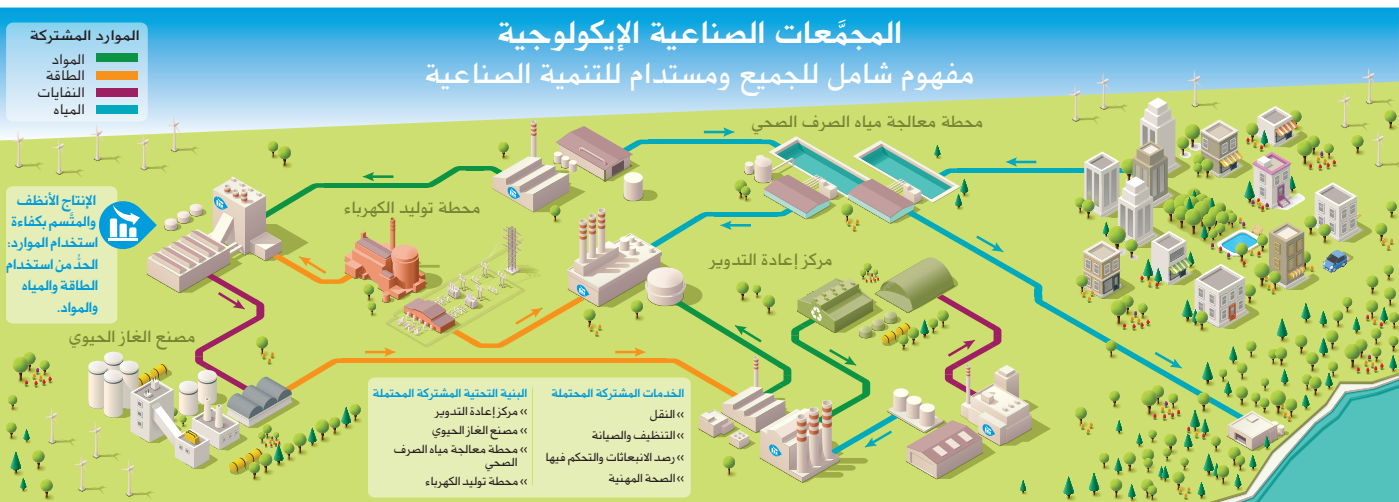 المجمَّعات الصناعية الإيكولوجية
مفهوم شامل للجميع ومستدام للتنمية الصناعية
الموارد المشتركة
المواد
الطاقة
النفايات
المياه
محطة معالجة مياه الصرف الصحي
الإنتاج الأنظف
والمتَّسم بكفاءة
استخدام الموارد:
الحدُّ من استخدام
الطاقة والمياه
والمواد.
محطة توليد الكهرباء
مركز إعادة التدوير
مصنع الغاز الحيوي
الخدمات المشتركة المحتملة
»النقل
»التنظيف والصيانة
»رصد الانبعاثات والتحكم فيها
»الصحة المهنية
البنية التحتية المشتركة المحتملة
»مركز إعادة التدوير
»مصنع الغاز الحيوي
»محطة معالجة مياه الصرف
الصحي
»محطة توليد الكهرباء